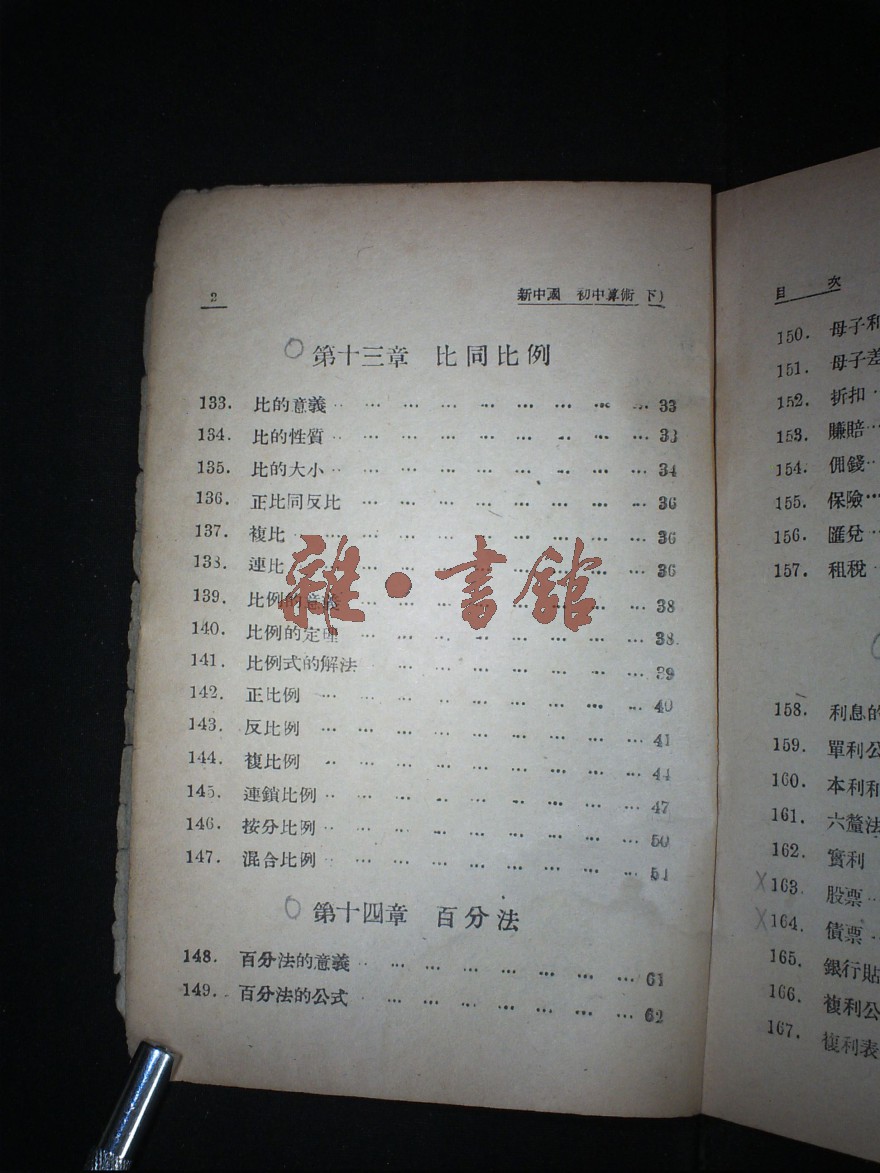 2 新中國 初中算術 下)
第十三章 比同比例
133. 比的意義 ‥ … … … … … … … … 33
134. 比的性質 ‥ … … … … … … … … 33
135. 比的大小 ‥ … … … … … … … … 34
136. 正比同反比 … … … … … … … … 36
137. 複比 … … … … … … … … … 36
138. 連比 … … … … … … … … … 36
139. 比例的意義 … … … … … … … … 38
140. 比例的定理 … … … … … … … … 38
141. 比例式的解法 … … … … … … … 39
142. 正比例 … … … … … … … … … 40
143. 反比例 … … … … … … … … … 41
144. 複比例 ‥ … … … … … … … … 44
145. 連鎖比例 ‥ … … … … … … … … 47
146. 按分比例 ‥ … … … … … … … … 50
147. 混合比例 ‥ … … … … … … … … 51
第十四章 百分法
148. 百分法的意義 ‥ … … … … … … … 61
149. 百分法的公式 … … … … … … … 62
雜·書館
目 次
150. 母子和
151. 母子差
152. 折扣
153. 賺賠
154. 佣錢
155. 保險
156. 匯兌
157. 租稅
158. 利息的
159. 單利公
160. 本利和
161. 六釐法
162. 實利
X163. 股票
X164. 債票
165. 銀行貼
166. 複利公
167. 複利表